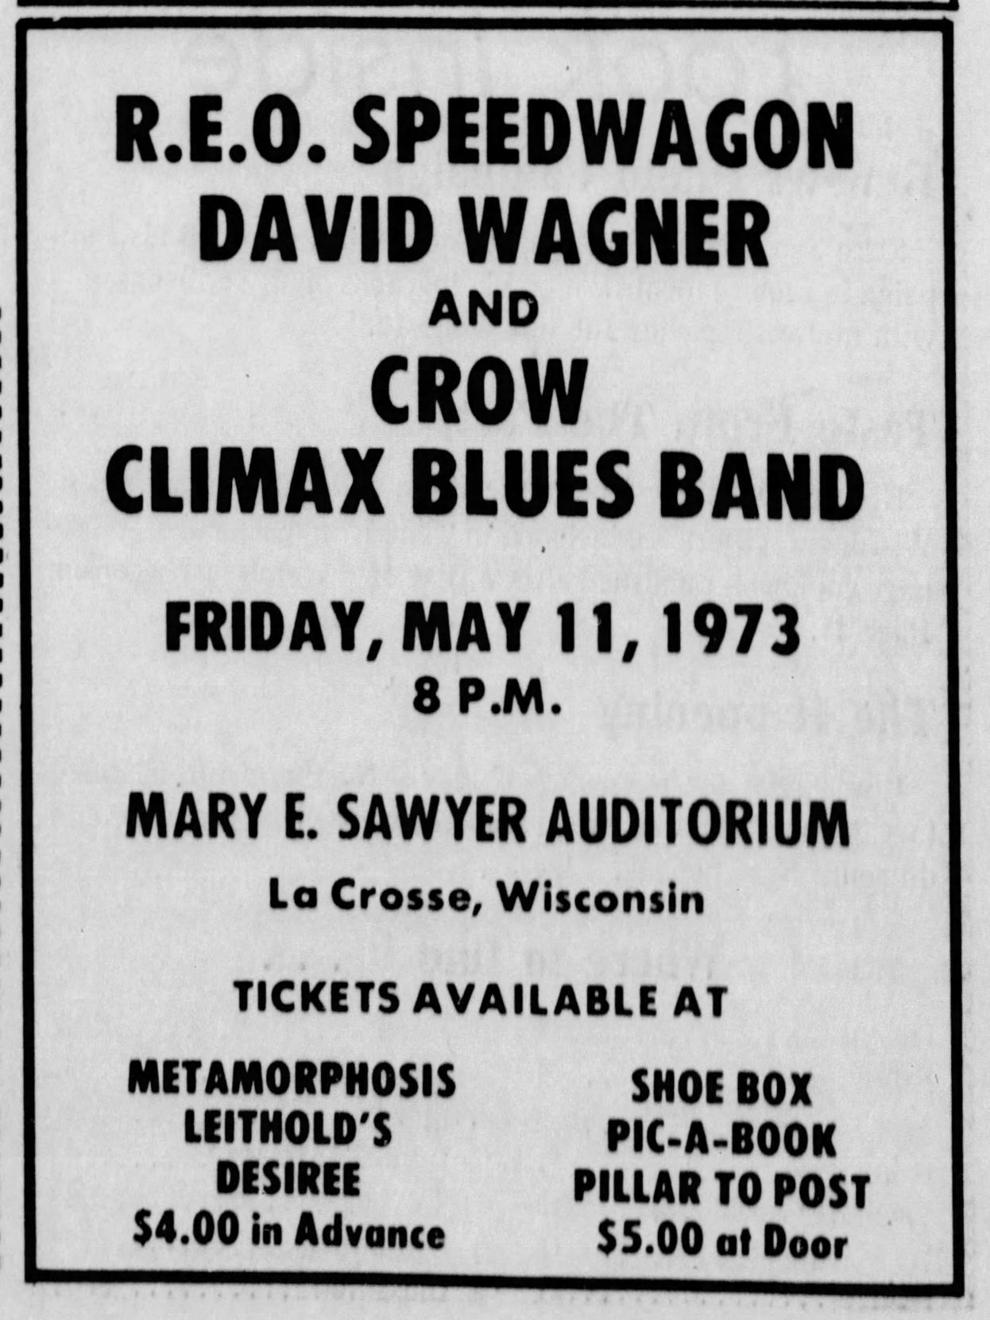 R.E.O. SPEEDWAGON
DAVID WAGNER
AND
CROW
CLIMAX BLUES BAND
FRIDAY, MAY 11, 1973
8 P.M.
MARY E. SAWYER AUDITORIUM
La Crosse, Wisconsin
TICKETS AVAILABLE AT
METAMORPHOSIS
LEITHOLD'S
DESIREE
$4.00 in Advance
SHOE BOX
PIC-A-BOOK
PILLAR TO POST
$5.00 at Door